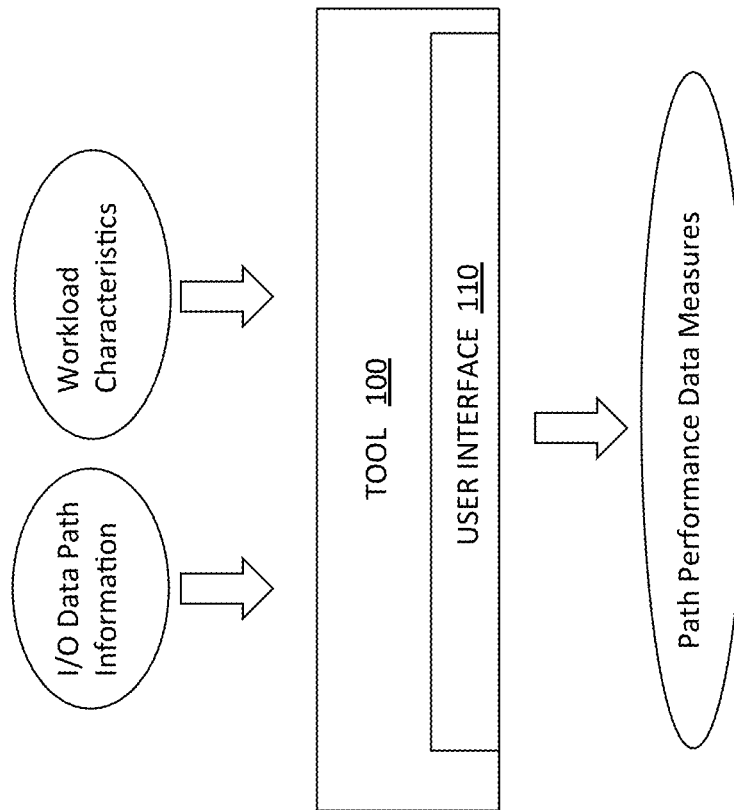 I/O Data Path
Information
Workload
Characteristics
TOOL 100
USER INTERFACE 110
Path Performance Data Measures